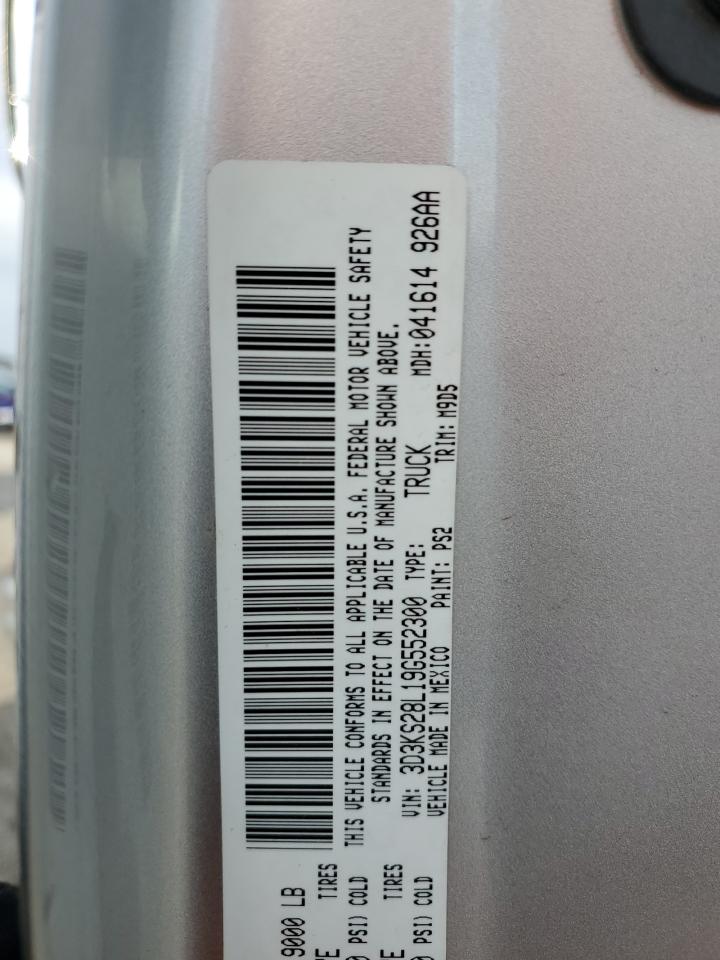 9000 LB
TIRES
PSI) COLD
TIRES
PSI) COLD
THIS VEHICLE CONFORMS TO ALL APPLICABLE U.S.A. FEDERAL MOTOR VEHICLE SAFETY
STANDARDS IN EFFECT ON THE DATE OF MANUFACTURE SHOWN ABOVE.
VIN: 3D3KS28L19G552300 TYPE: TRUCK MDH:041614 926AA
VEHICLE MADE IN MEXICO PAINT: PS2 TRIM: M9D5